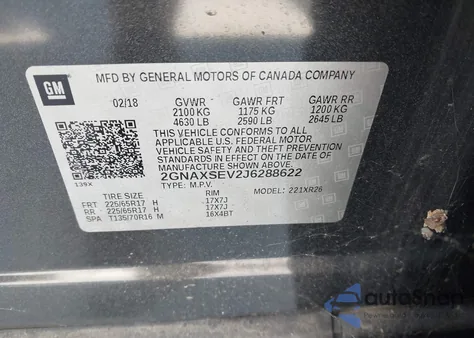 GM
MFD BY GENERAL MOTORS OF CANADA COMPANY
02/18 GVWR GAWR FRT GAWR RR
2100 KG 1175 KG 1200 KG
4630 LB 2590 LB 2645 LB
THIS VEHICLE CONFORMS TO ALL
APPLICABLE U.S. FEDERAL MOTOR
VEHICLE SAFETY, BUMPER, AND THEFT
PREVENTION STANDARDS IN EFFECT ON
THE DATE OF MANUFACTURE SHOWN ABOVE.
2GNAXSEV2J6288622
139X TYPE: M.P.V. MODEL: 221XR26
TIRE SIZE RIM
FRT 225/65R17 H 17X7J
RR 225/65R17 H 17X7J
SPA T135/70R16 M 16X4BT